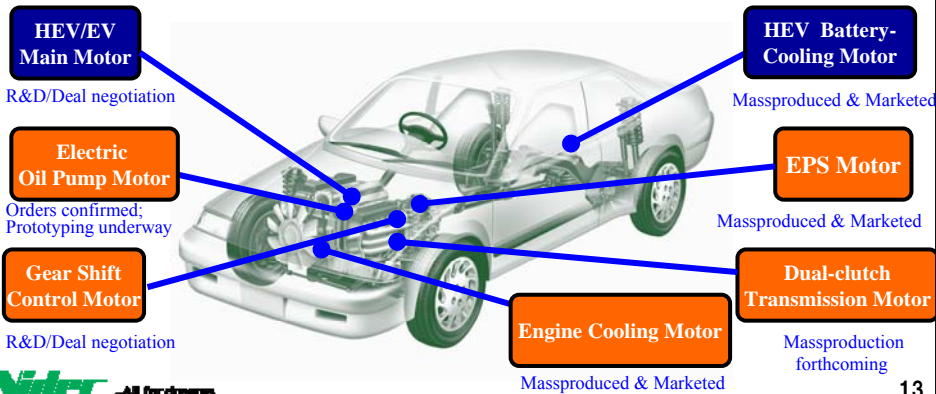 HEV/EV
Main Motor
R&D/Deal negotiation
Electric
Oil Pump Motor
Orders confirmed;
Prototyping underway
Gear Shift
Control Motor
R&D/Deal negotiation
HEV Battery-
Cooling Motor
Massproduced & Marketed
EPS Motor
Massproduced & Marketed
Dual-clutch
Transmission Motor
Massproduction
forthcoming
Engine Cooling Motor
Massproduced & Marketed
Nidec
13